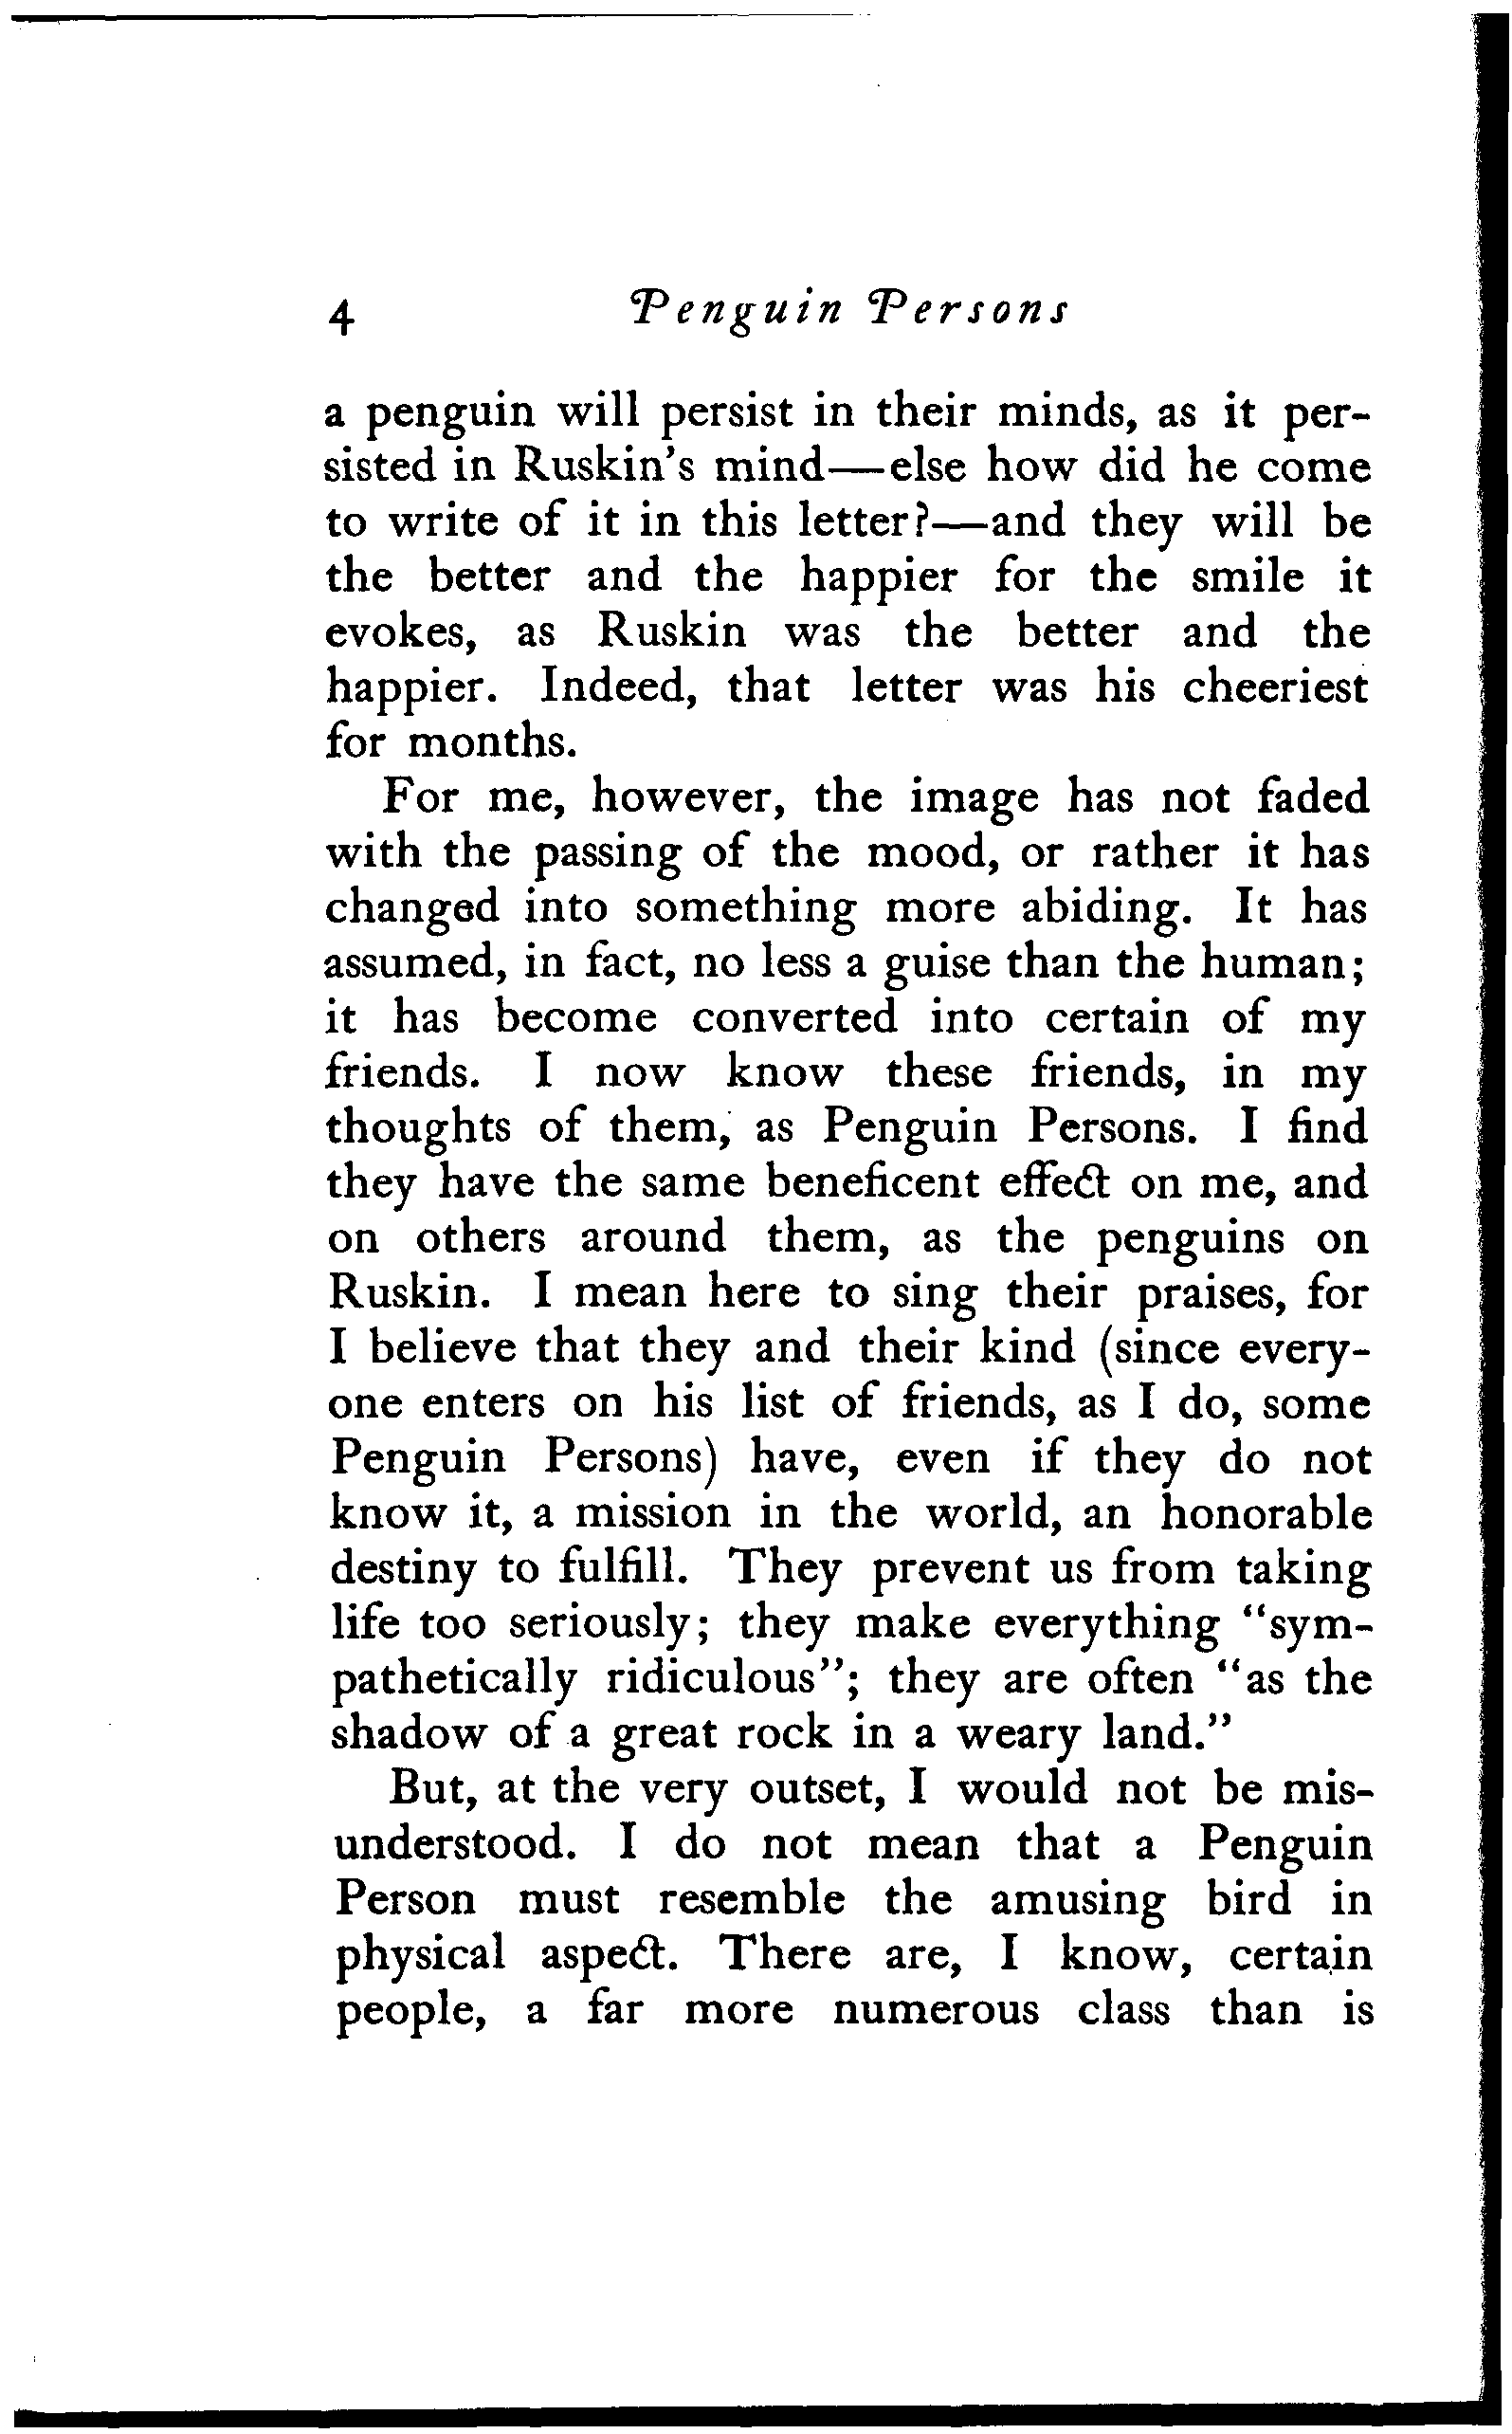 4 Penguin Persons
a penguin will persist in their minds, as it per-
sisted in Ruskin's mind—else how did he come
to write of it in this letter?—and they will be
the better and the happier for the smile it
evokes, as Ruskin was the better and the
happier. Indeed, that letter was his cheeriest
for months.
For me, however, the image has not faded
with the passing of the mood, or rather it has
changed into something more abiding. It has
assumed, in fact, no less a guise than the human;
it has become converted into certain of my
friends. I now know these friends, in my
thoughts of them, as Penguin Persons. I find
they have the same beneficent effect on me, and
on others around them, as the penguins on
Ruskin. I mean here to sing their praises, for
I believe that they and their kind (since every-
one enters on his list of friends, as I do, some
Penguin Persons) have, even if they do not
know it, a mission in the world, an honorable
destiny to fulfill. They prevent us from taking
life too seriously; they make everything "sym-
pathetically ridiculous"; they are often "as the
shadow of a great rock in a weary land."
But, at the very outset, I would not be mis-
understood. I do not mean that a Penguin
Person must resemble the amusing bird in
physical aspect. There are, I know, certain
people, a far more numerous class than is